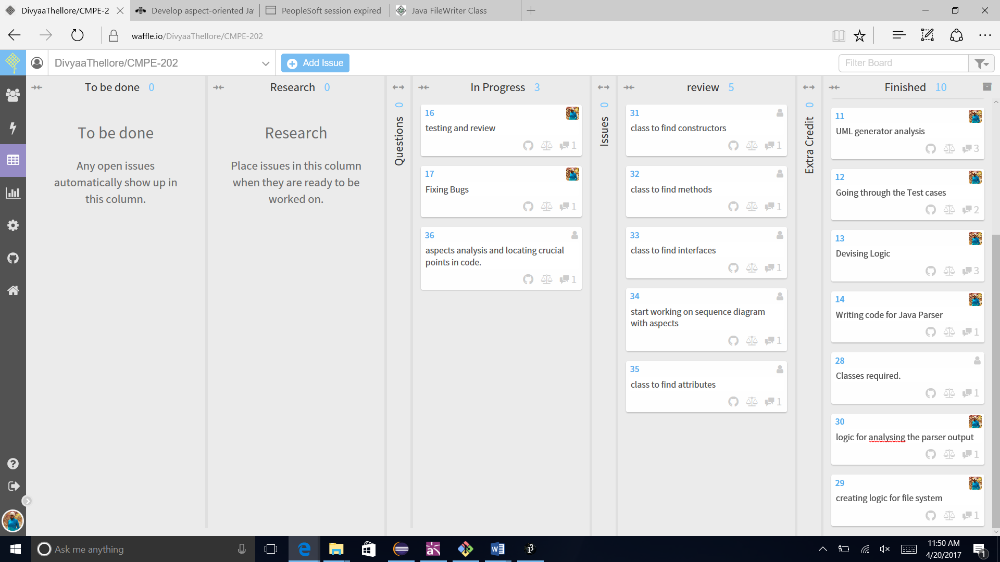 DivyaaThellore/CMPE-2
Develop aspect-oriented Jav
PeopleSoft session expired
Java FileWriter Class
waffle.io/DivyaaThellore/CMPE-202
DivyaaThellore/CMPE-202
Add Issue
Filter Board
To be done 0
To be done
Any open issues
automatically show up in
this column.
Research 0
Research
Place issues in this column
when they are ready to be
worked on.
0 Questions
In Progress 3
16
testing and review
1
17
Fixing Bugs
1
36
aspects analysis and locating crucial
points in code.
1
0 Issues
review 5
31
class to find constructors
1
32
class to find methods
1
33
class to find interfaces
1
34
start working on sequence diagram
with aspects
1
35
class to find attributes
1
0 Extra Credit
Finished 10
11
UML generator analysis
3
12
Going through the Test cases
2
13
Devising Logic
3
14
Writing code for Java Parser
1
28
Classes required.
1
30
logic for analysing the parser output
1
29
creating logic for file system
1
Ask me anything
11:50 AM
4/20/2017
1